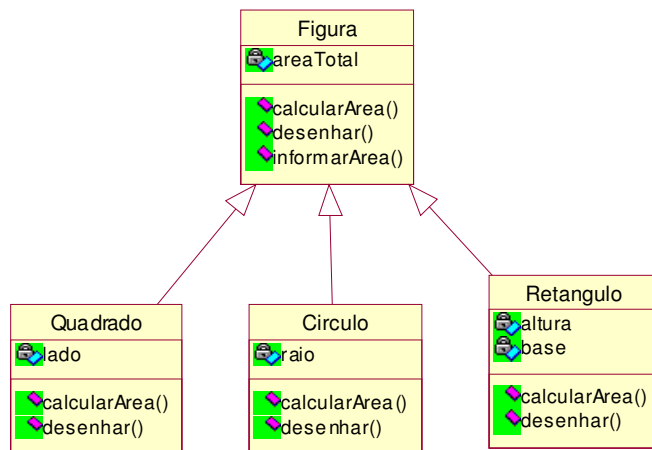 Figura
areaTotal
calcularArea()
desenhar()
informarArea()
Quadrado
lado
calcularArea()
desenhar()
Circulo
raio
calcularArea()
desenhar()
Retangulo
altura
base
calcularArea()
desenhar()